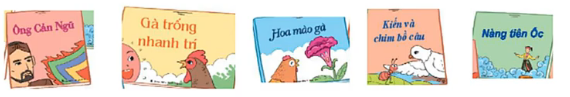 Ông Cản Ngũ
Gà trống
nhanh trí
Hoa mào gà
Kiến và
chim bồ câu
Nàng tiên Ốc